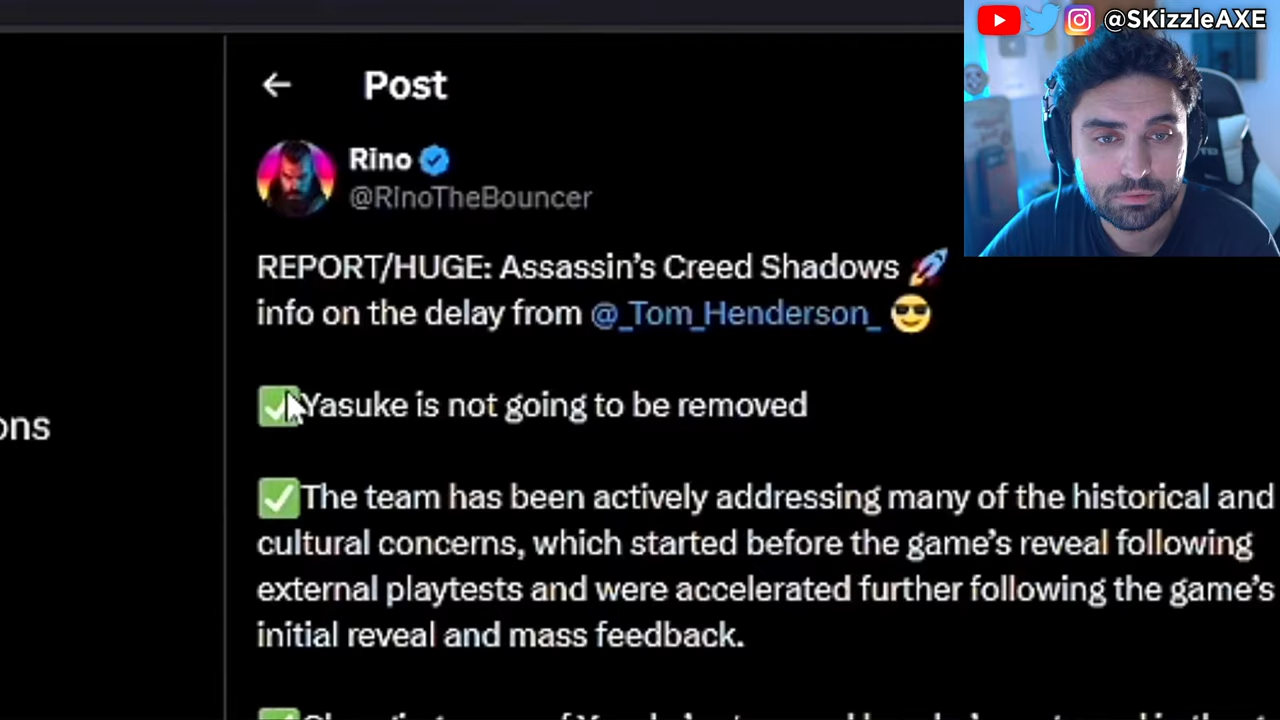 @SKizzleAXE
Post
Rino
@RInoTheBouncer
REPORT/HUGE: Assassin's Creed Shadows 🚀
info on the delay from @_Tom_Henderson_ 😎
✅Yasuke is not going to be removed
ons
✅The team has been actively addressing many of the historical and
cultural concerns, which started before the game's reveal following
external playtests and were accelerated further following the game's
initial reveal and mass feedback.